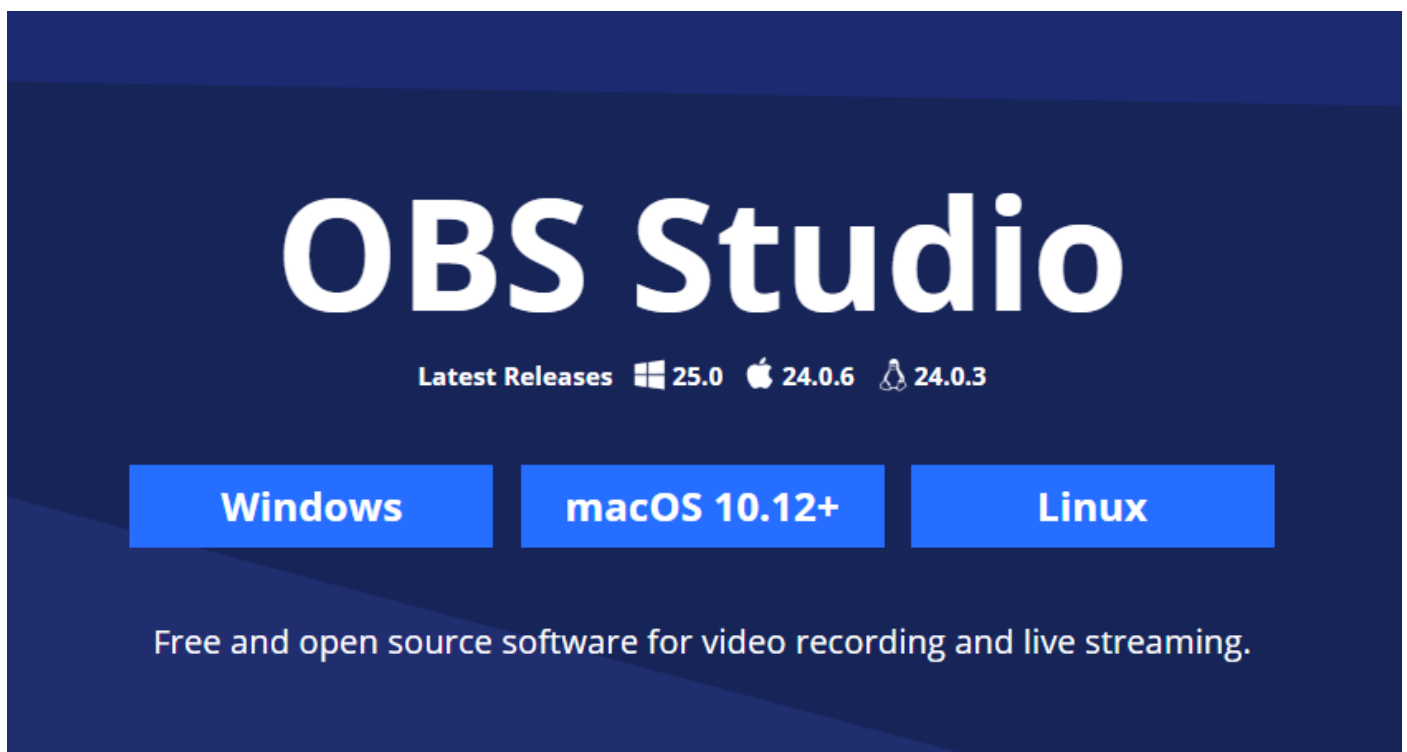 OBS Studio
Latest Releases 25.0 24.0.6 24.0.3
Windows macOS 10.12+ Linux
Free and open source software for video recording and live streaming.